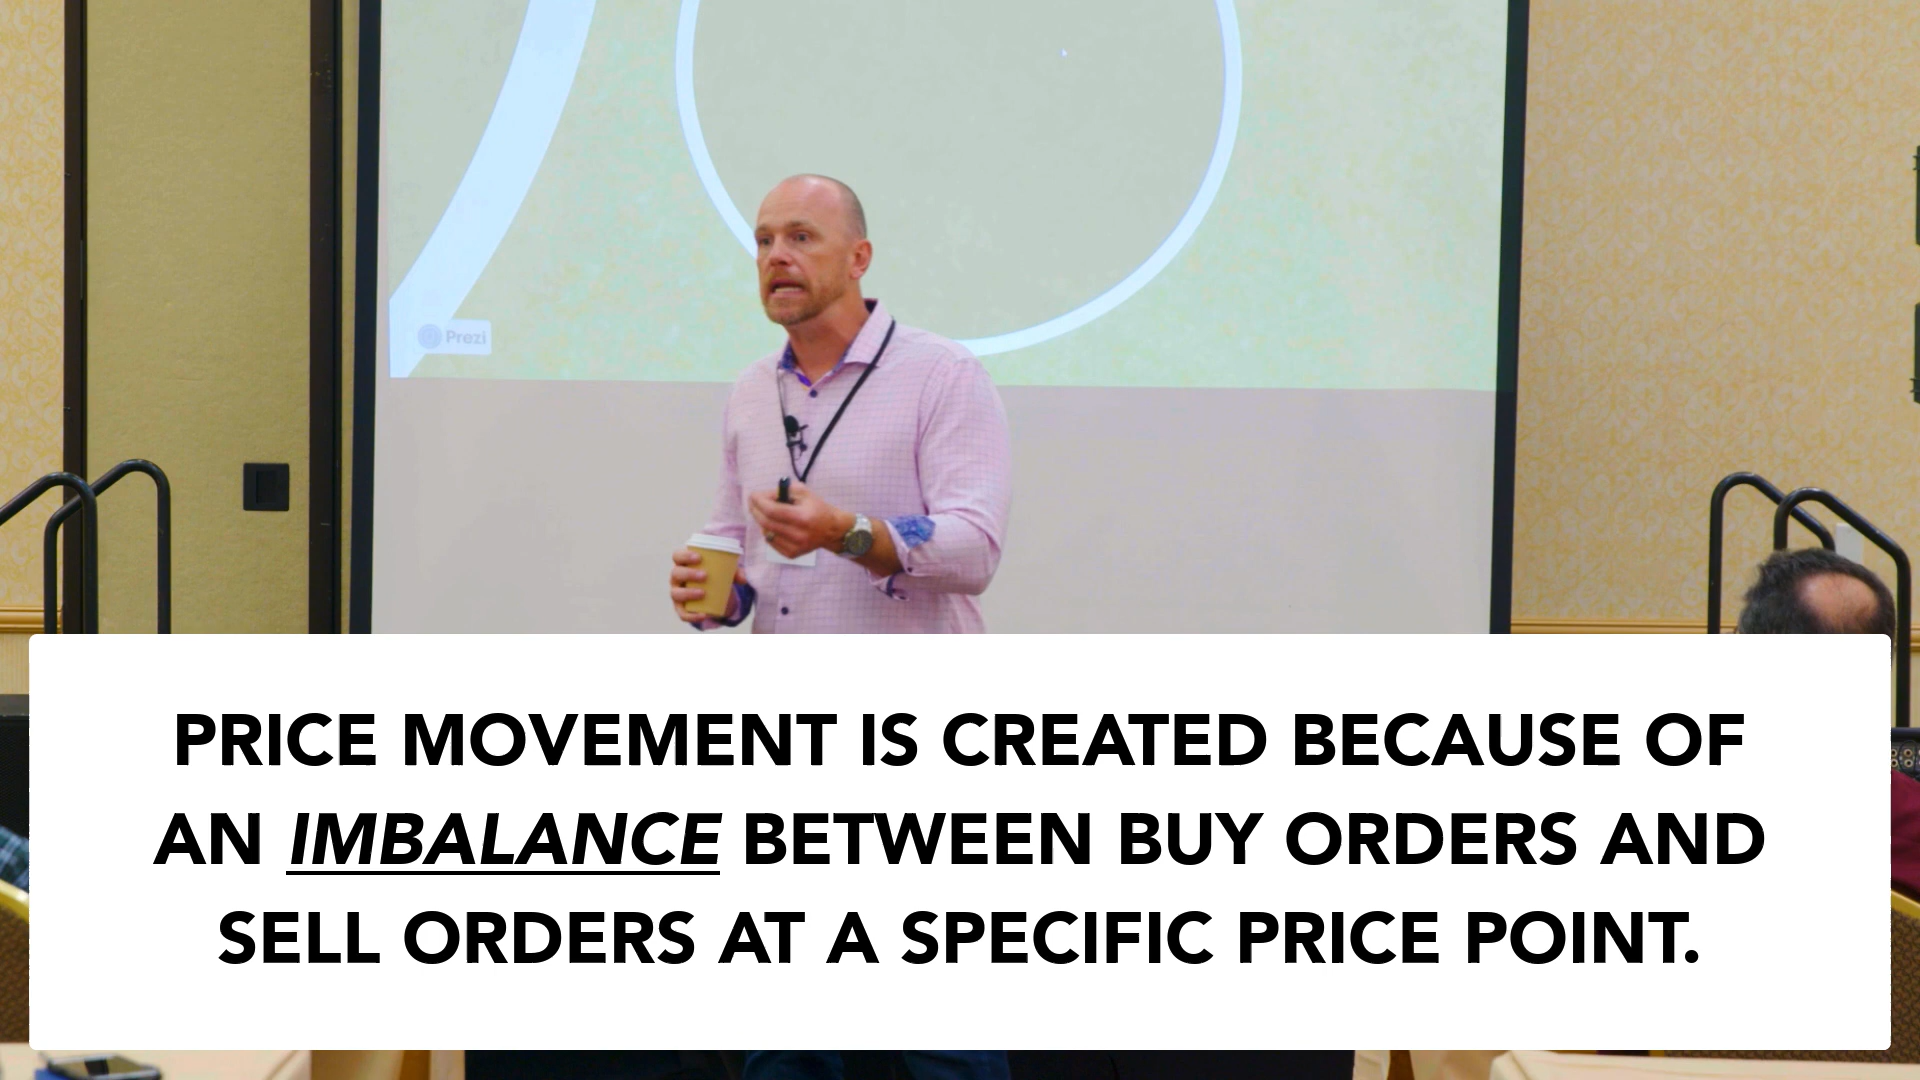 Prezi
PRICE MOVEMENT IS CREATED BECAUSE OF
AN IMBALANCE BETWEEN BUY ORDERS AND
SELL ORDERS AT A SPECIFIC PRICE POINT.